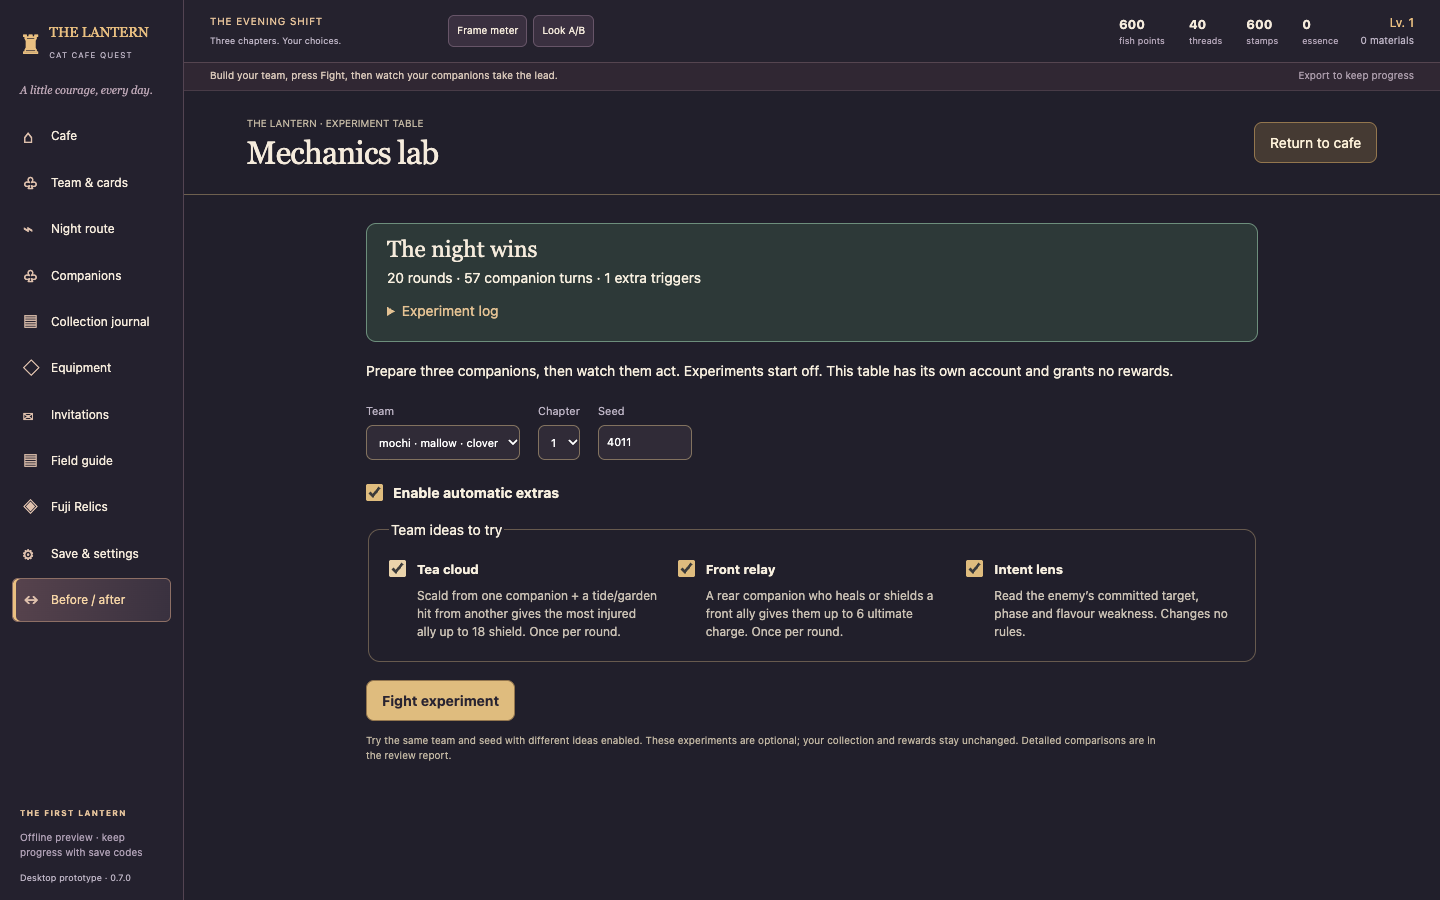 THE LANTERN
CAT CAFE QUEST
A little courage, every day.
Cafe
Team & cards
Night route
Companions
Collection journal
Equipment
Invitations
Field guide
Fuji Relics
Save & settings
Before / after
THE FIRST LANTERN
Offline preview · keep
progress with save codes
Desktop prototype · 0.7.0
THE EVENING SHIFT
Three chapters. Your choices.
Frame meter
Look A/B
600
fish points
40
threads
600
stamps
0
essence
Lv. 1
0 materials
Build your team, press Fight, then watch your companions take the lead.
Export to keep progress
THE LANTERN · EXPERIMENT TABLE
Mechanics lab
Return to cafe
The night wins
20 rounds · 57 companion turns · 1 extra triggers
Experiment log
Prepare three companions, then watch them act. Experiments start off. This table has its own account and grants no rewards.
Team
Chapter
Seed
mochi · mallow · clover
1
4011
Enable automatic extras
Team ideas to try
Tea cloud
Scald from one companion + a tide/garden
hit from another gives the most injured
ally up to 18 shield. Once per round.
Front relay
A rear companion who heals or shields a
front ally gives them up to 6 ultimate
charge. Once per round.
Intent lens
Read the enemy's committed target,
phase and flavour weakness. Changes no
rules.
Fight experiment
Try the same team and seed with different ideas enabled. These experiments are optional; your collection and rewards stay unchanged. Detailed comparisons are in
the review report.